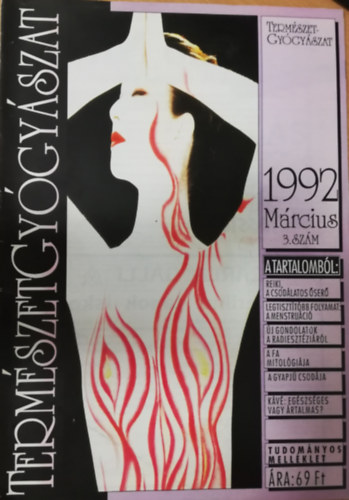 TERMÉSZETGYÓGYÁSZAT
TERMÉSZET-
GYÓGYÁSZAT
1992
Március
3. SZÁM
A TARTALOMBÓL:
REIKI,
A CSODÁLATOS ŐSERŐ
LEGTISZTÍTÓBB FOLYAMAT:
A MENSTRUÁCIÓ
ÚJ GONDOLATOK
A RADIESZTÉZIÁRÓL
A FA
MITOLÓGIÁJA
A GYAPJÚ CSODÁJA
KÁVÉ: EGÉSZSÉGES
VAGY ÁRTALMAS?
TUDOMÁNYOS
MELLÉKLET
ÁRA: 69 Ft